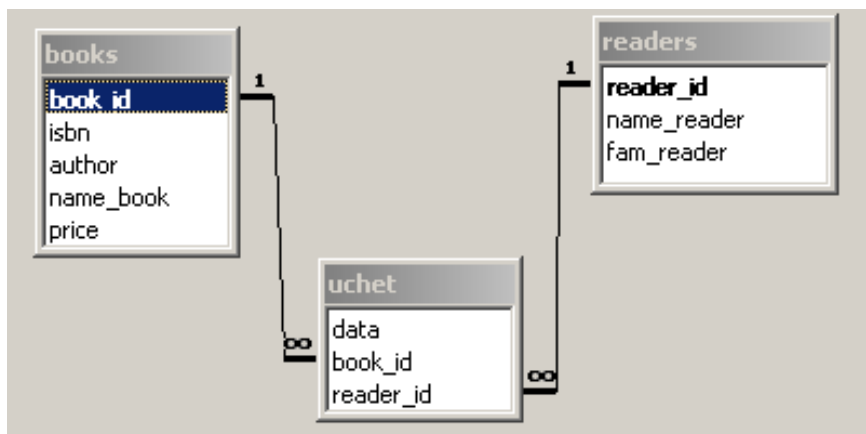 books
book_id
isbn
author
name_book
price
1
readers
reader_id
name_reader
fam_reader
1
uchet
data
book_id
reader_id
∞
∞